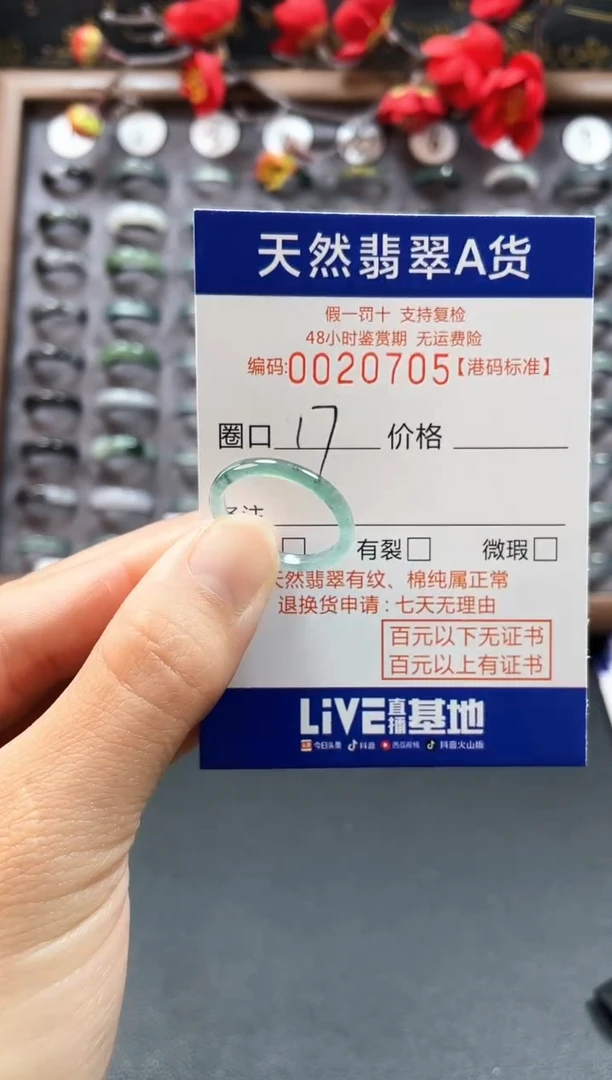 天然翡翠A货
假一罚十 支持复检
48小时鉴赏期 无运费险
编码:0020705【港码标准】
圈口 17 价格
有裂 微瑕
然翡翠有纹、棉纯属正常
退换货申请:七天无理由
百元以下无证书
百元以上有证书
LiVE直播基地
今日头条 抖音 西瓜视频 抖音火山版